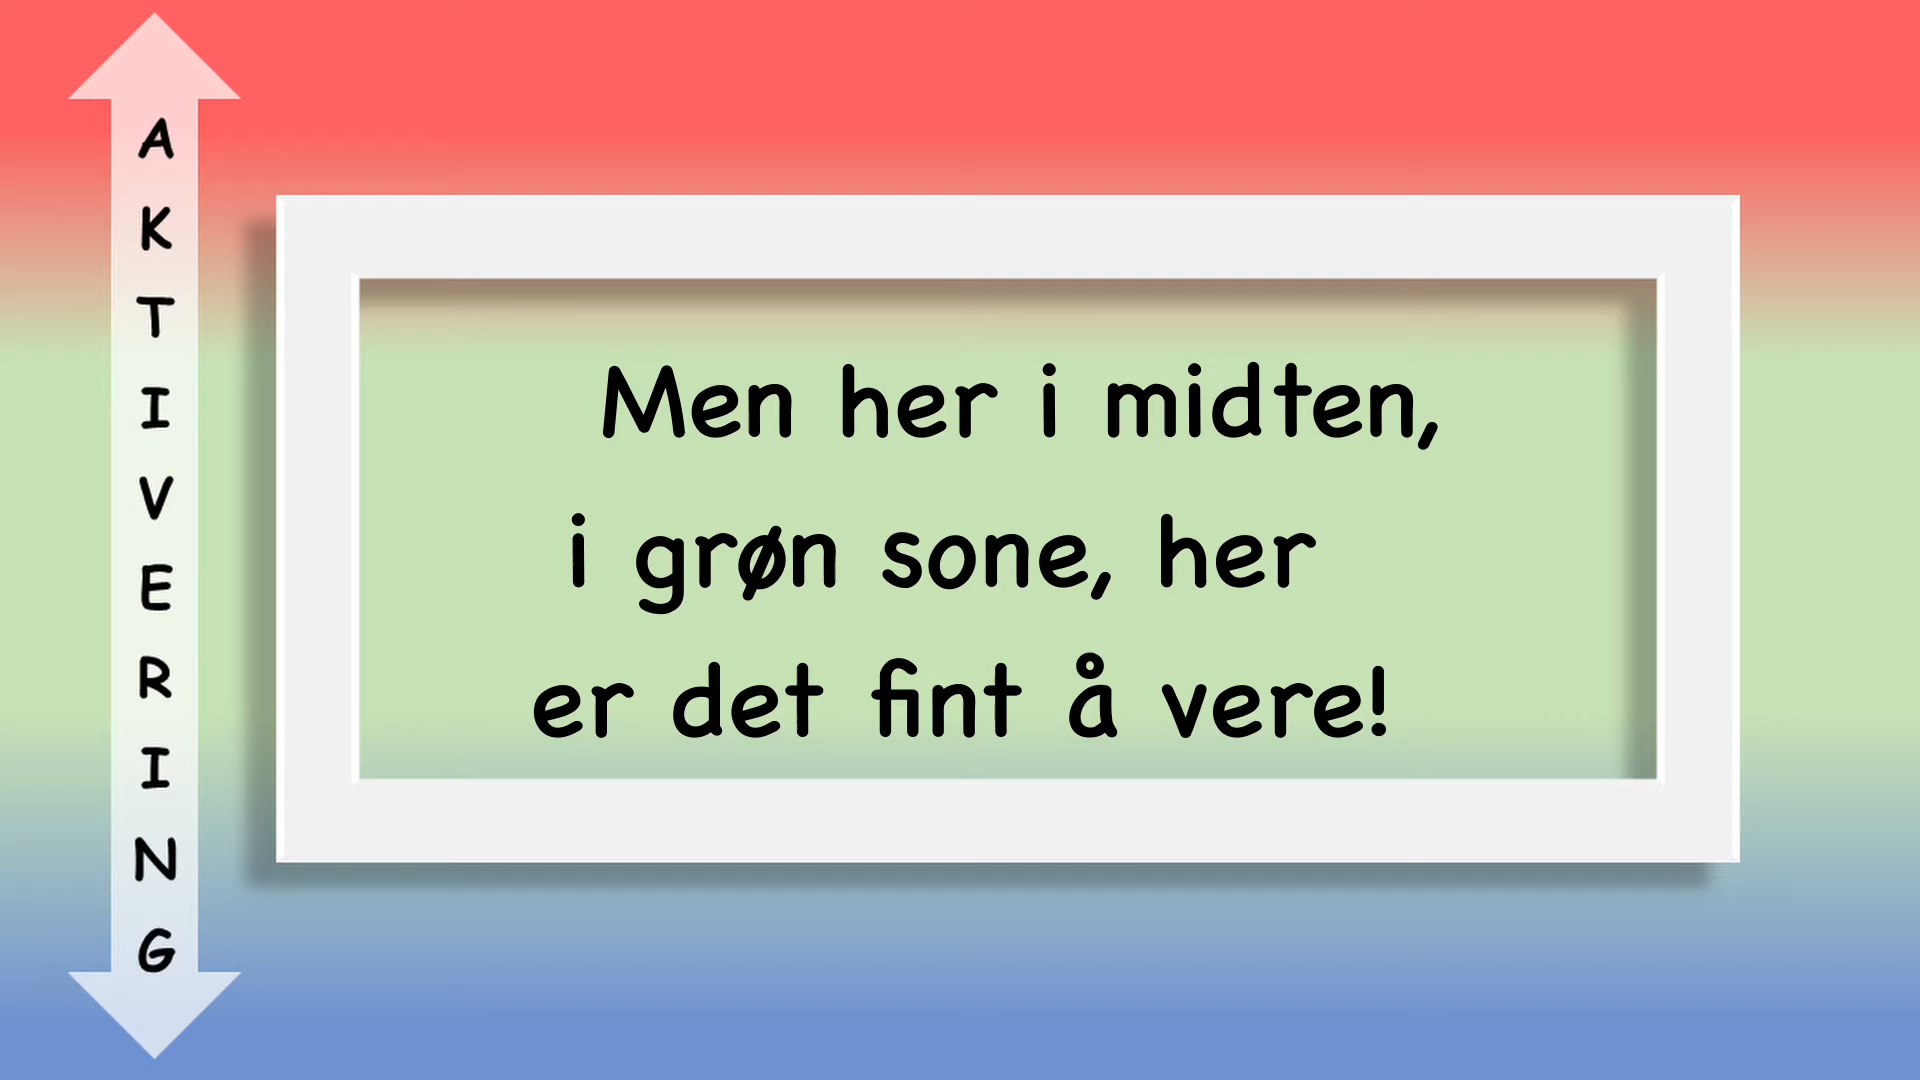 AKTIVERING
Men her i midten,
i grøn sone, her
er det fint å vere!